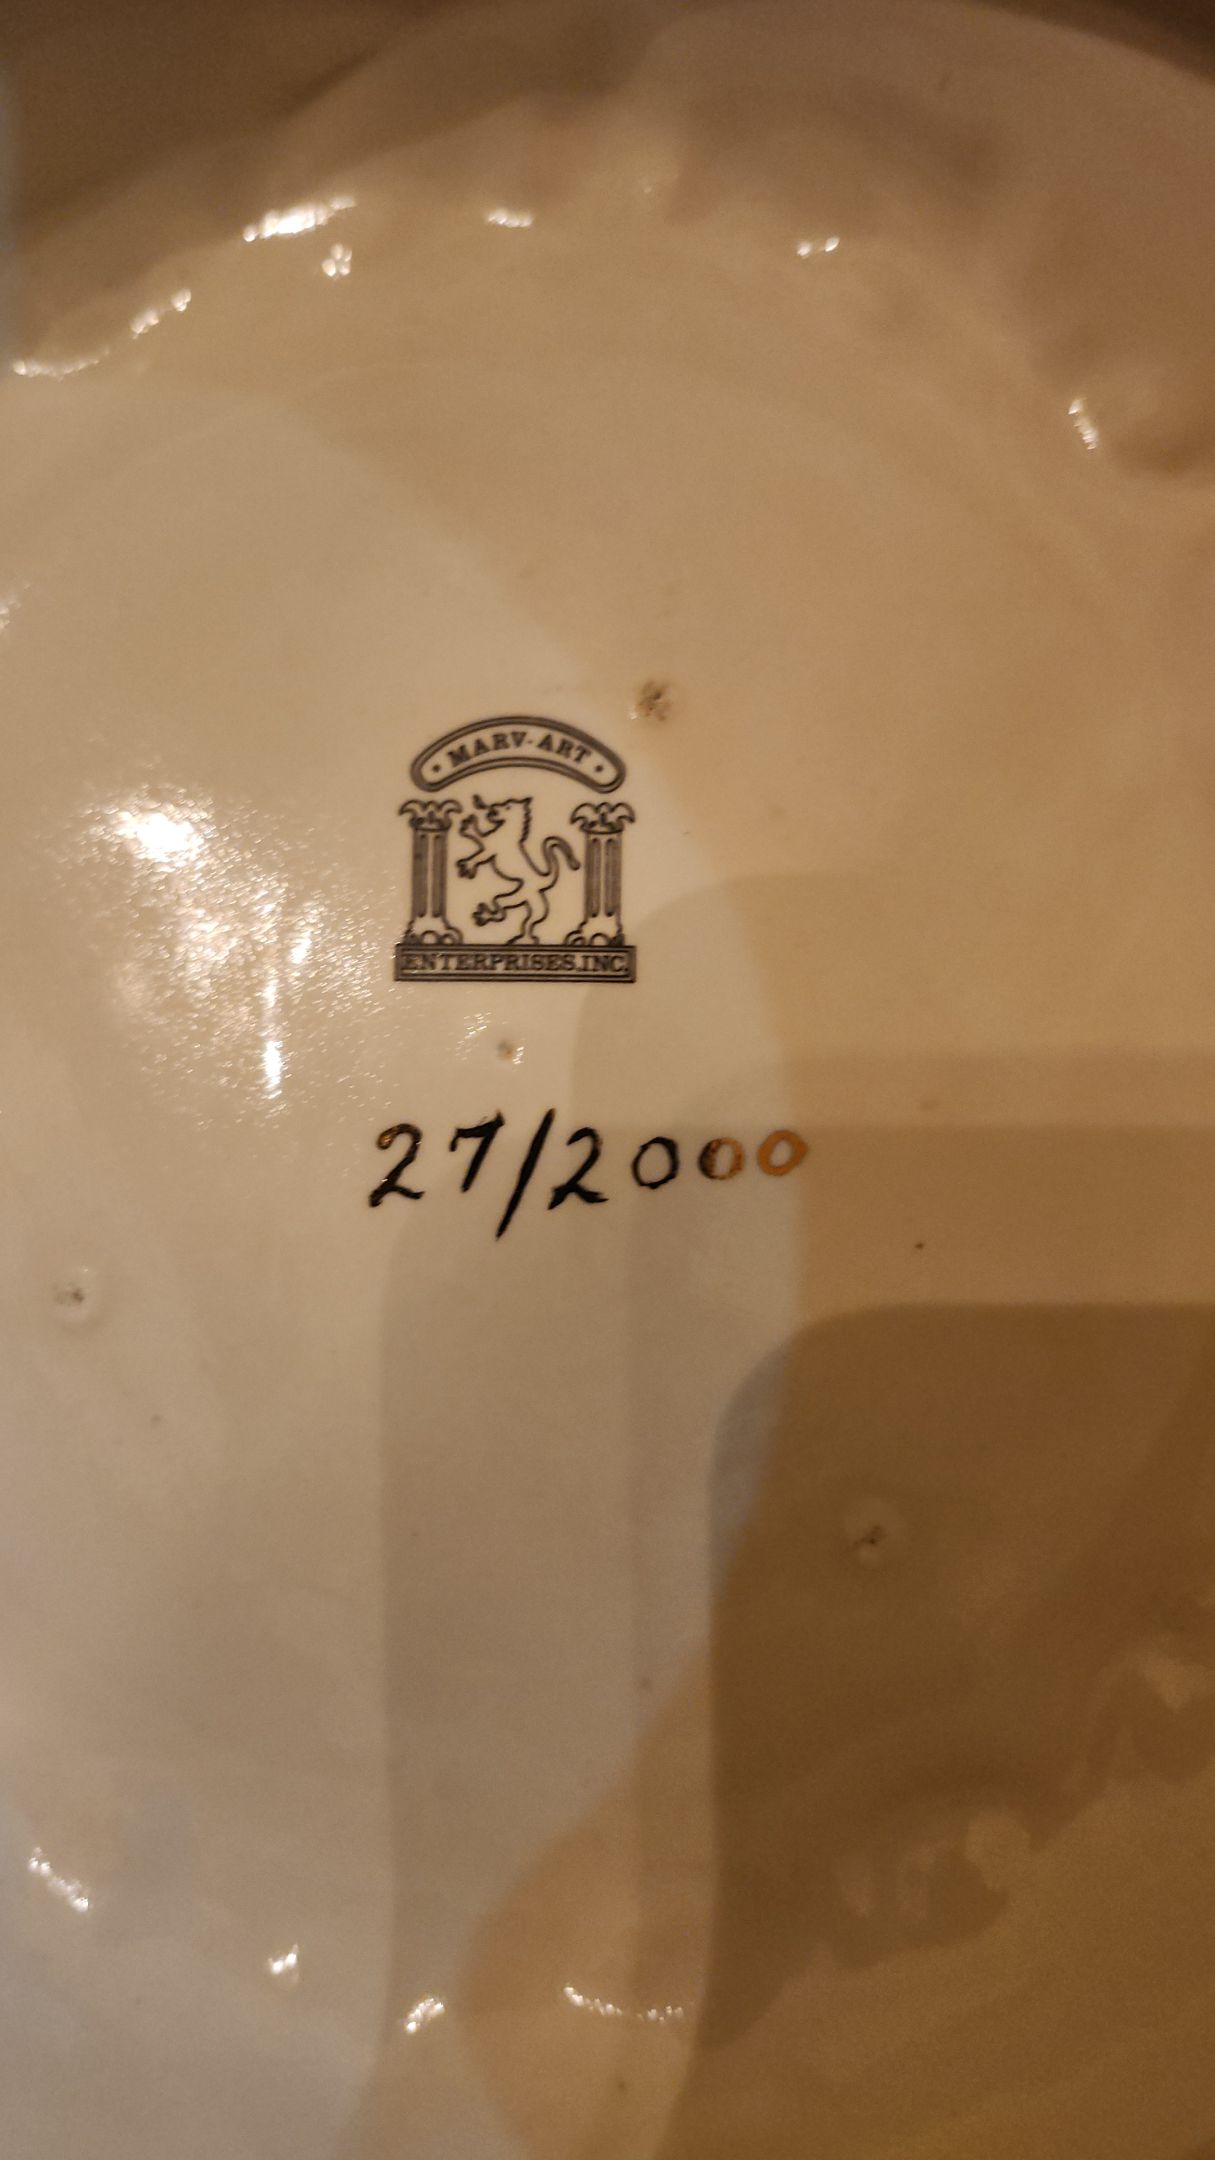 · MARV-ART ·
ENTERPRISES, INC.
27/2000